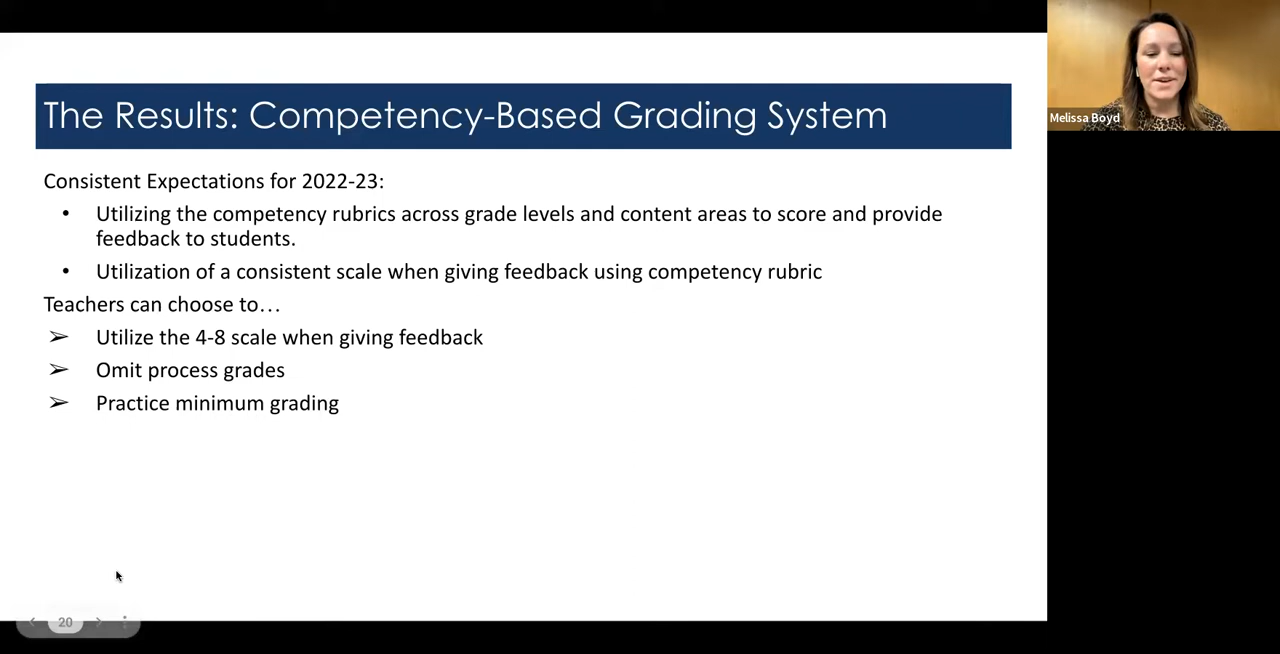 The Results: Competency-Based Grading System
Melissa Boyd
Consistent Expectations for 2022-23:
• Utilizing the competency rubrics across grade levels and content areas to score and provide
feedback to students.
• Utilization of a consistent scale when giving feedback using competency rubric
Teachers can choose to…
➢ Utilize the 4-8 scale when giving feedback
➢ Omit process grades
➢ Practice minimum grading
20